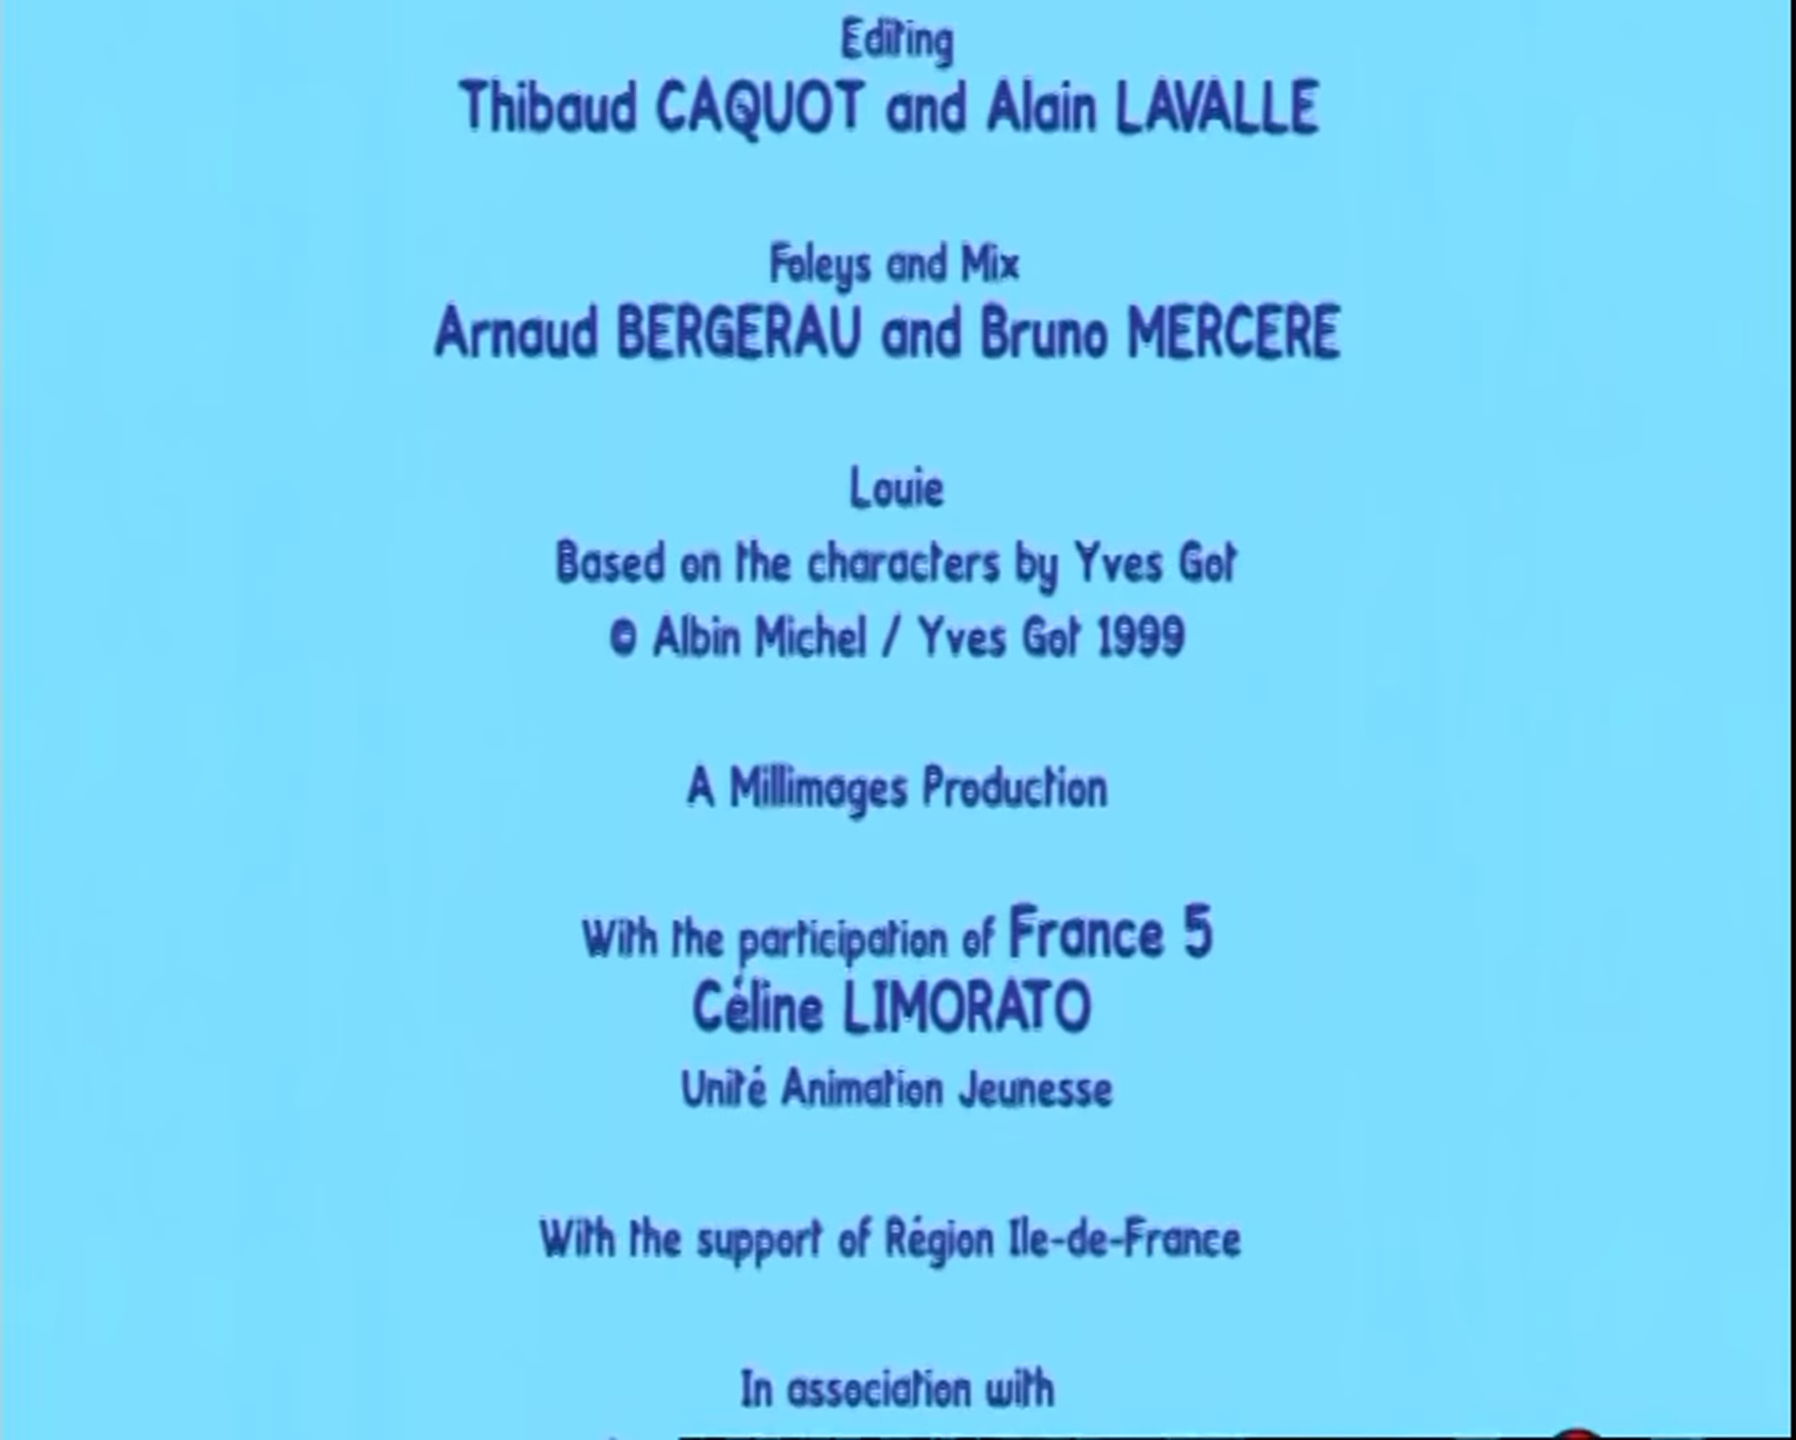 Editing
Thibaud CAQUOT and Alain LAVALLE
Foleys and Mix
Arnaud BERGERAU and Bruno MERCERE
Louie
Based on the characters by Yves Got
© Albin Michel / Yves Got 1999
A Millimages Production
With the participation of France 5
Céline LIMORATO
Unité Animation Jeunesse
With the support of Région Ile-de-France
In association with